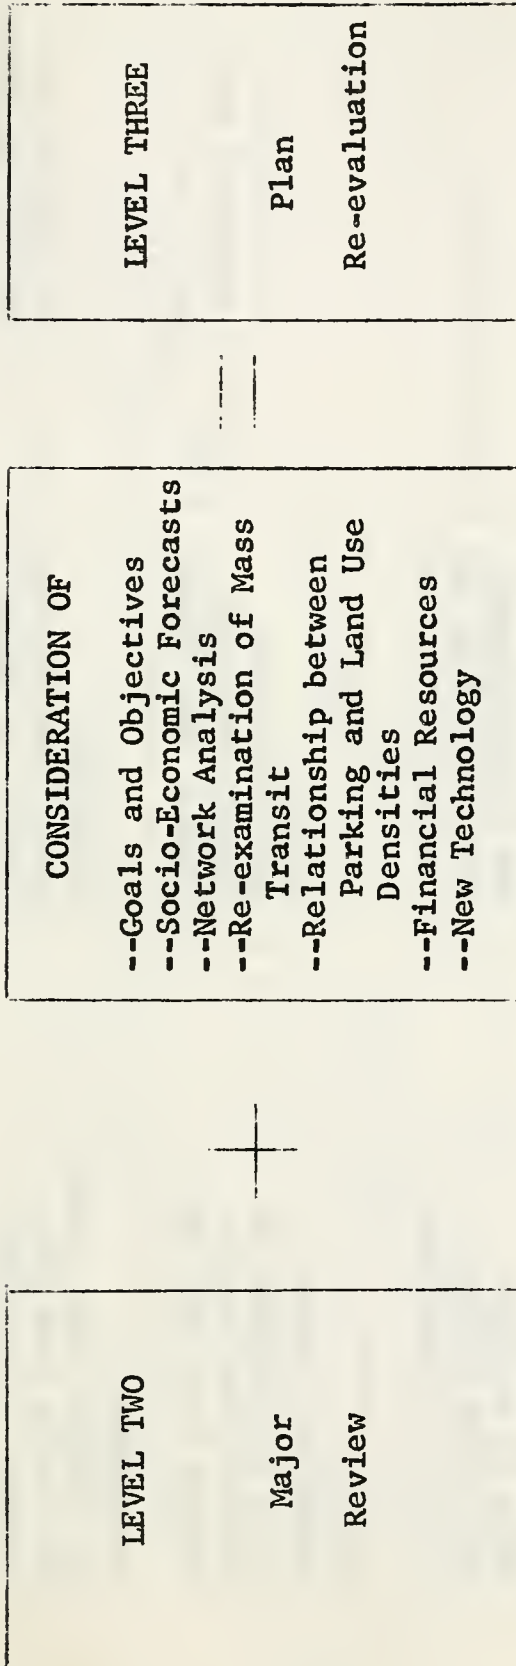 LEVEL TWO
Major
Review
+
CONSIDERATION OF
--Goals and Objectives
--Socio-Economic Forecasts
--Network Analysis
--Re-examination of Mass
Transit
--Relationship between
Parking and Land Use
Densities
--Financial Resources
--New Technology
=
LEVEL THREE
Plan
Re-evaluation